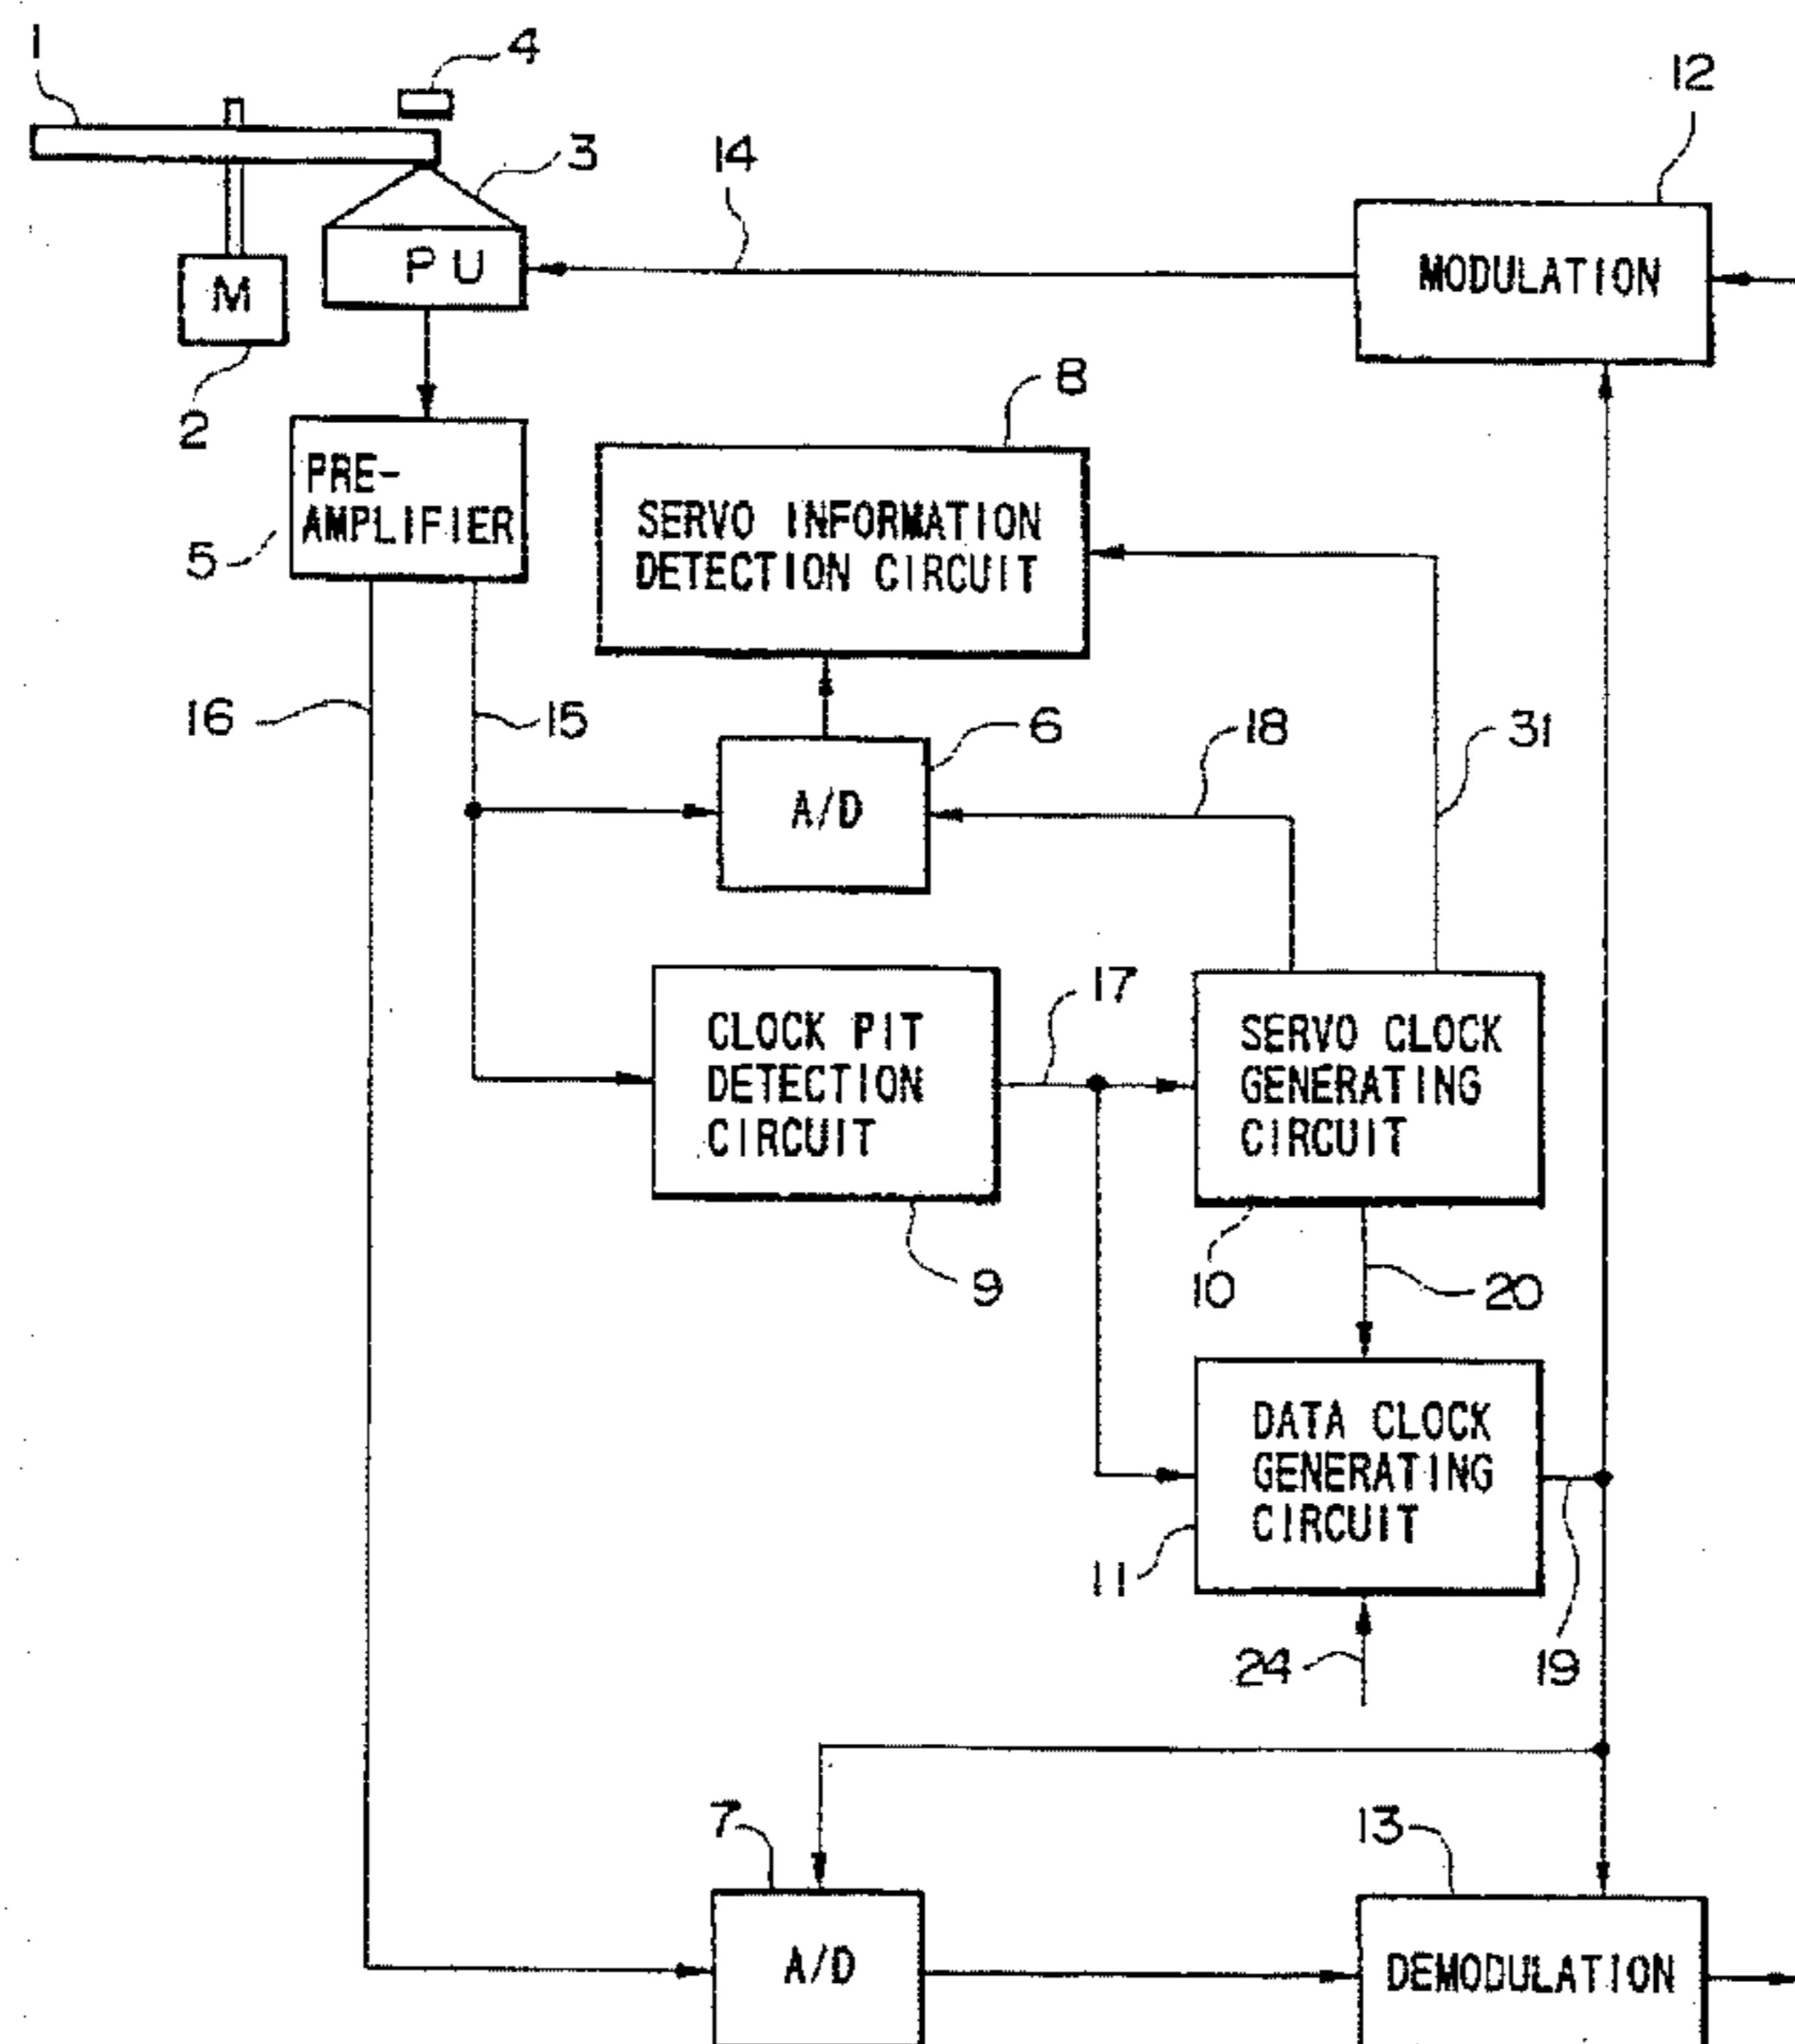 1
4
12
3
14
PU
MODULATION
M
2
8
PRE-
AMPLIFIER
5
SERVO INFORMATION
DETECTION CIRCUIT
16
15
6
18
31
A/D
17
CLOCK PIT
DETECTION
CIRCUIT
SERVO CLOCK
GENERATING
CIRCUIT
9
10
20
DATA CLOCK
GENERATING
CIRCUIT
11
24
19
7
13
A/D
DEMODULATION